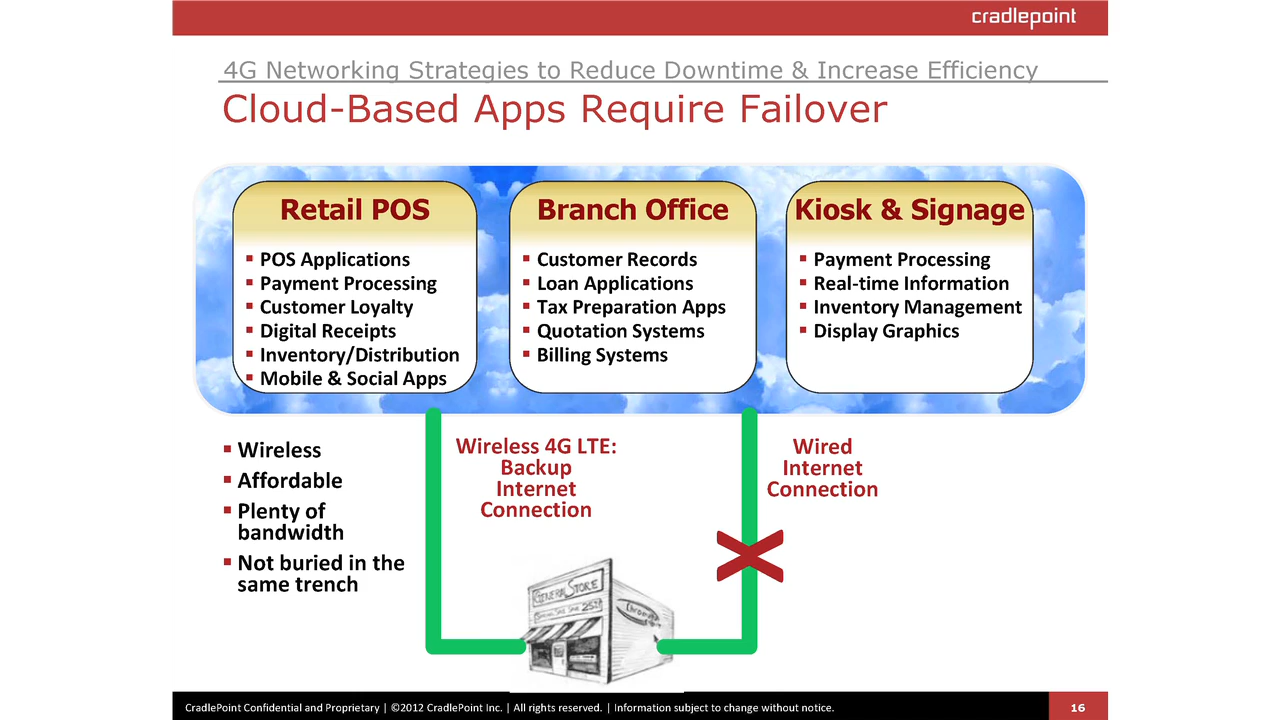 cradlepoint
4G Networking Strategies to Reduce Downtime & Increase Efficiency
Cloud-Based Apps Require Failover
Retail POS
▪ POS Applications
▪ Payment Processing
▪ Customer Loyalty
▪ Digital Receipts
▪ Inventory/Distribution
▪ Mobile & Social Apps
Branch Office
▪ Customer Records
▪ Loan Applications
▪ Tax Preparation Apps
▪ Quotation Systems
▪ Billing Systems
Kiosk & Signage
▪ Payment Processing
▪ Real-time Information
▪ Inventory Management
▪ Display Graphics
▪ Wireless
▪ Affordable
▪ Plenty of
bandwidth
▪ Not buried in the
same trench
Wireless 4G LTE:
Backup
Internet
Connection
Wired
Internet
Connection
GENERAL STORE
CradlePoint Confidential and Proprietary | ©2012 CradlePoint Inc. | All rights reserved. | Information subject to change without notice.
16